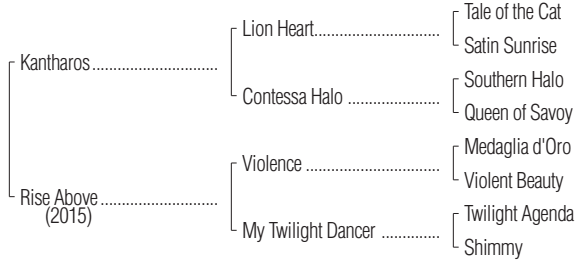 Tale of the Cat
Lion Heart
Satin Sunrise
Kantharos
Southern Halo
Contessa Halo
Queen of Savoy
Medaglia d'Oro
Violence
Violent Beauty
Rise Above
(2015)
Twilight Agenda
My Twilight Dancer
Shimmy